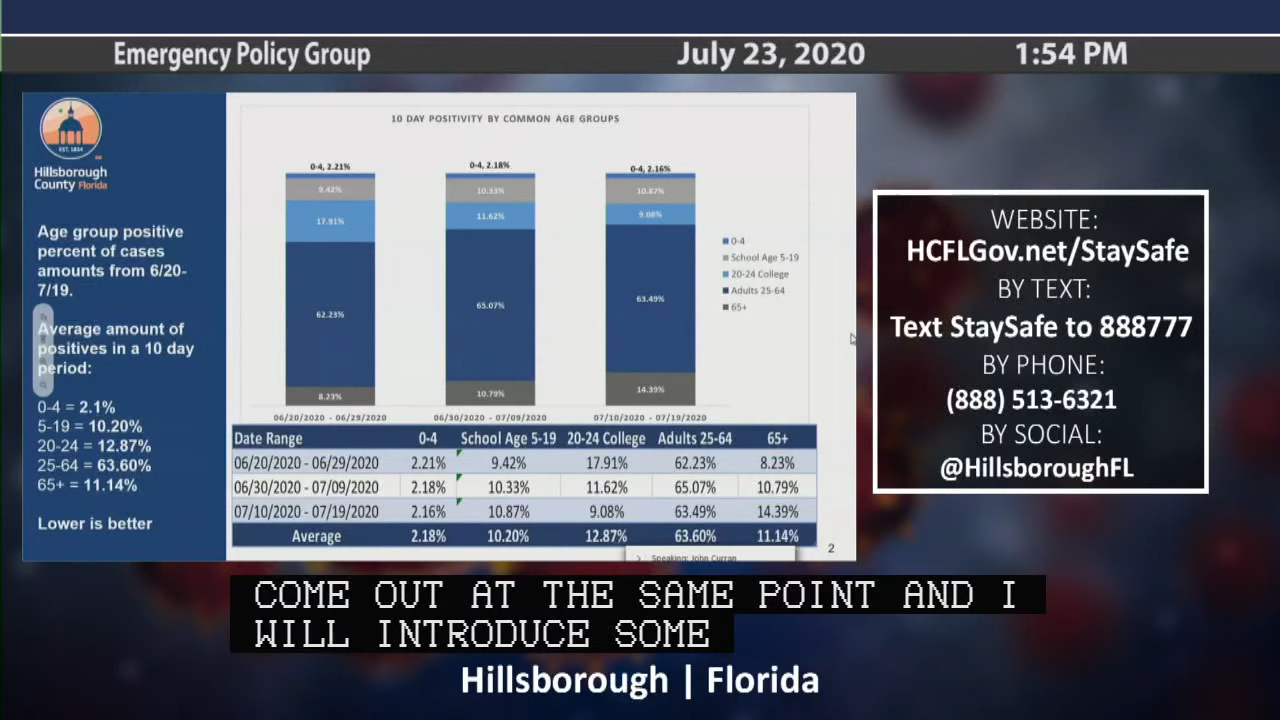 Emergency Policy Group July 23, 2020 1:54 PM
EST. 1834
Hillsborough
County Florida
Age group positive
percent of cases
amounts from 6/20-
7/19.
Average amount of
positives in a 10 day
period:
0-4 = 2.1%
5-19 = 10.20%
20-24 = 12.87%
25-64 = 63.60%
65+ = 11.14%
Lower is better
10 DAY POSITIVITY BY COMMON AGE GROUPS
0-4, 2.21% 0-4, 2.18% 0-4, 2.16%
9.42% 10.33% 10.87%
17.91% 11.62% 9.08%
62.23% 65.07% 63.49%
8.23% 10.79% 14.39%
06/20/2020 - 06/29/2020 06/30/2020 - 07/09/2020 07/10/2020 - 07/19/2020
0-4
School Age 5-19
20-24 College
Adults 25-64
65+
Date Range 0-4 School Age 5-19 20-24 College Adults 25-64 65+
06/20/2020 - 06/29/2020 2.21% 9.42% 17.91% 62.23% 8.23%
06/30/2020 - 07/09/2020 2.18% 10.33% 11.62% 65.07% 10.79%
07/10/2020 - 07/19/2020 2.16% 10.87% 9.08% 63.49% 14.39%
Average 2.18% 10.20% 12.87% 63.60% 11.14%
Speaking: John Curran
2
WEBSITE:
HCFLGov.net/StaySafe
BY TEXT:
Text StaySafe to 888777
BY PHONE:
(888) 513-6321
BY SOCIAL:
@HillsboroughFL
COME OUT AT THE SAME POINT AND I
WILL INTRODUCE SOME
Hillsborough | Florida